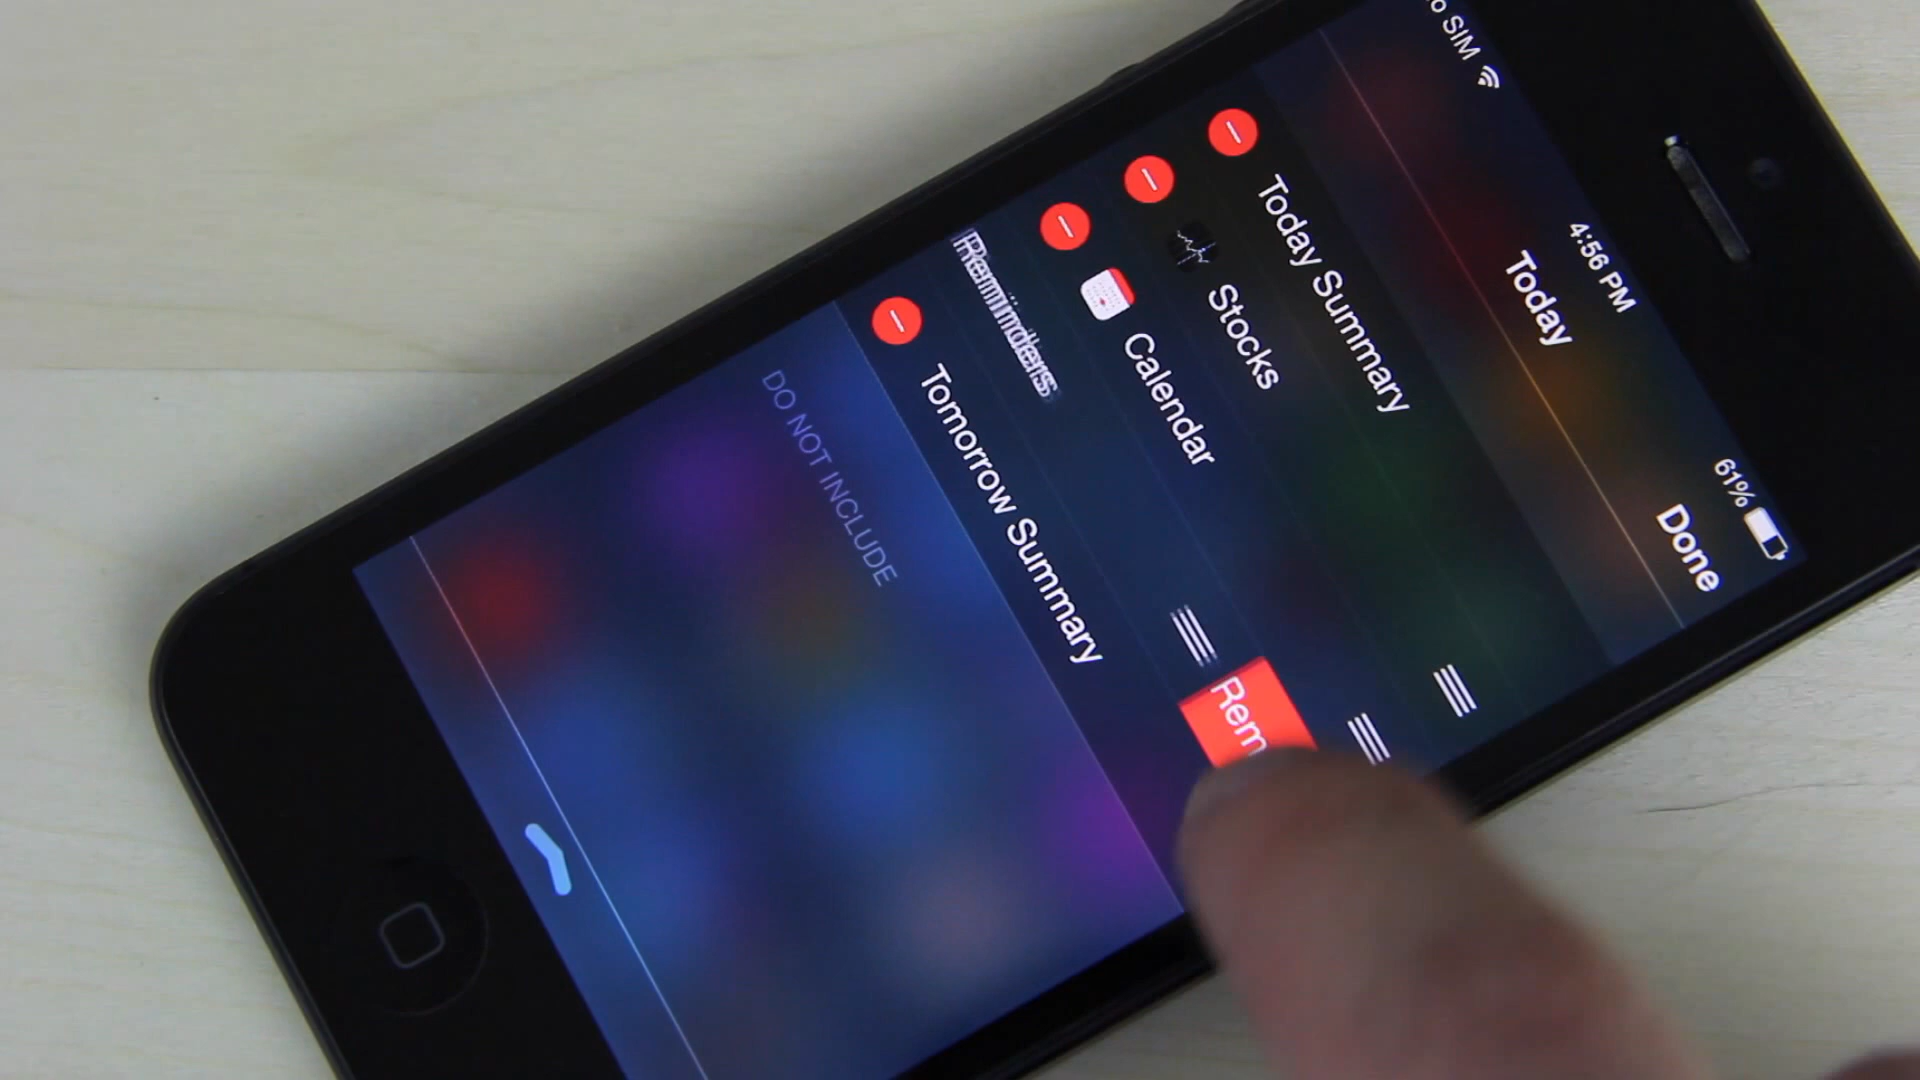 o SIM 4:56 PM 61%
Today Done
Today Summary
Stocks
Calendar
Reminders Rem
Tomorrow Summary
DO NOT INCLUDE